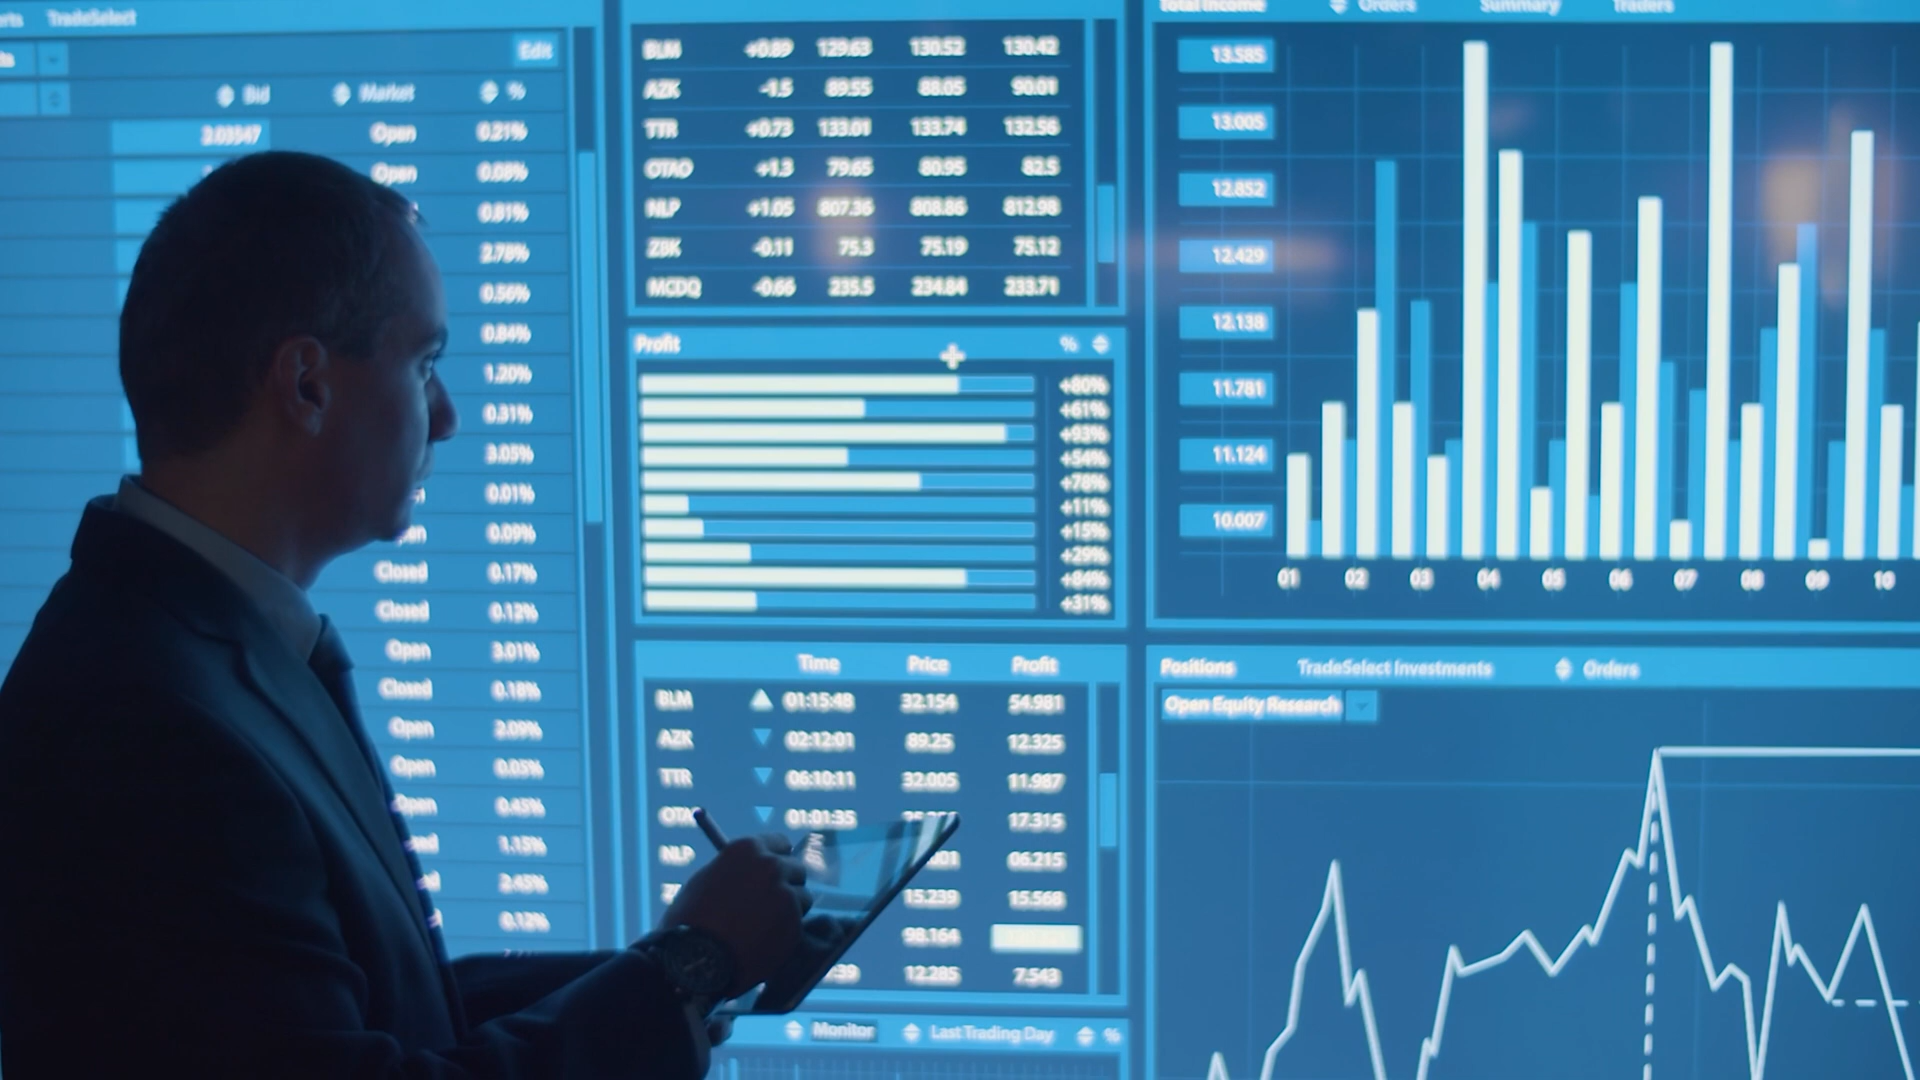 TradeSelect
Edit
Bid Market %
2.03547 Open 0.21%
Open 0.08%
0.81%
2.78%
0.56%
0.84%
1.20%
0.31%
3.05%
0.01%
0.09%
Closed 0.17%
Closed 0.12%
Open 3.01%
Closed 0.18%
Open 2.09%
Open 0.05%
Open 0.45%
1.15%
2.45%
0.12%
BLM +0.89 129.63 130.52 130.42
AZK -1.5 89.55 88.05 90.01
TTR +0.73 133.01 133.74 132.56
OTAO +1.3 79.65 80.95 82.5
NLP +1.05 807.36 808.86 812.98
ZBK -0.11 75.3 75.19 75.12
MCDQ -0.66 235.5 234.84 233.71
Profit %
+80%
+61%
+93%
+54%
+78%
+11%
+15%
+29%
+84%
+31%
Time Price Profit
BLM 01:15:48 32.154 54.981
AZK 02:12:01 89.25 12.325
TTR 06:10:11 32.005 11.987
OTA 01:01:35 17.315
NLP 06.215
15.239 15.568
98.164
:39 12.285 7.543
Monitor Last Trading Day %
Total Income Orders Summary Traders
13.585
13.005
12.852
12.429
12.138
11.781
11.124
10.007
01 02 03 04 05 06 07 08 09 10
Positions TradeSelect Investments Orders
Open Equity Research